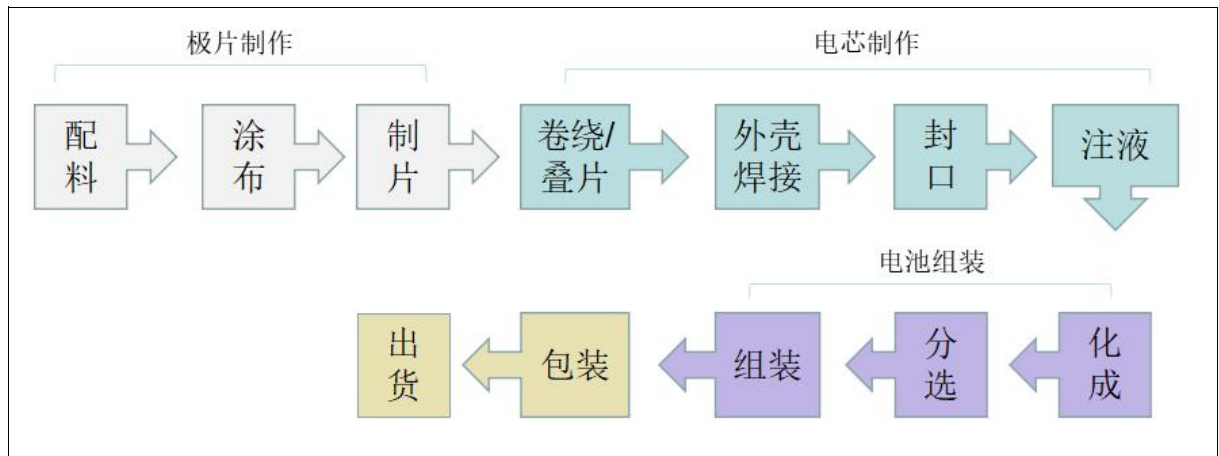 极片制作
电芯制作
配
料
涂
布
制
片
卷绕/
叠片
外壳
焊接
封
口
注液
电池组装
出
货
包装
组装
分
选
化
成